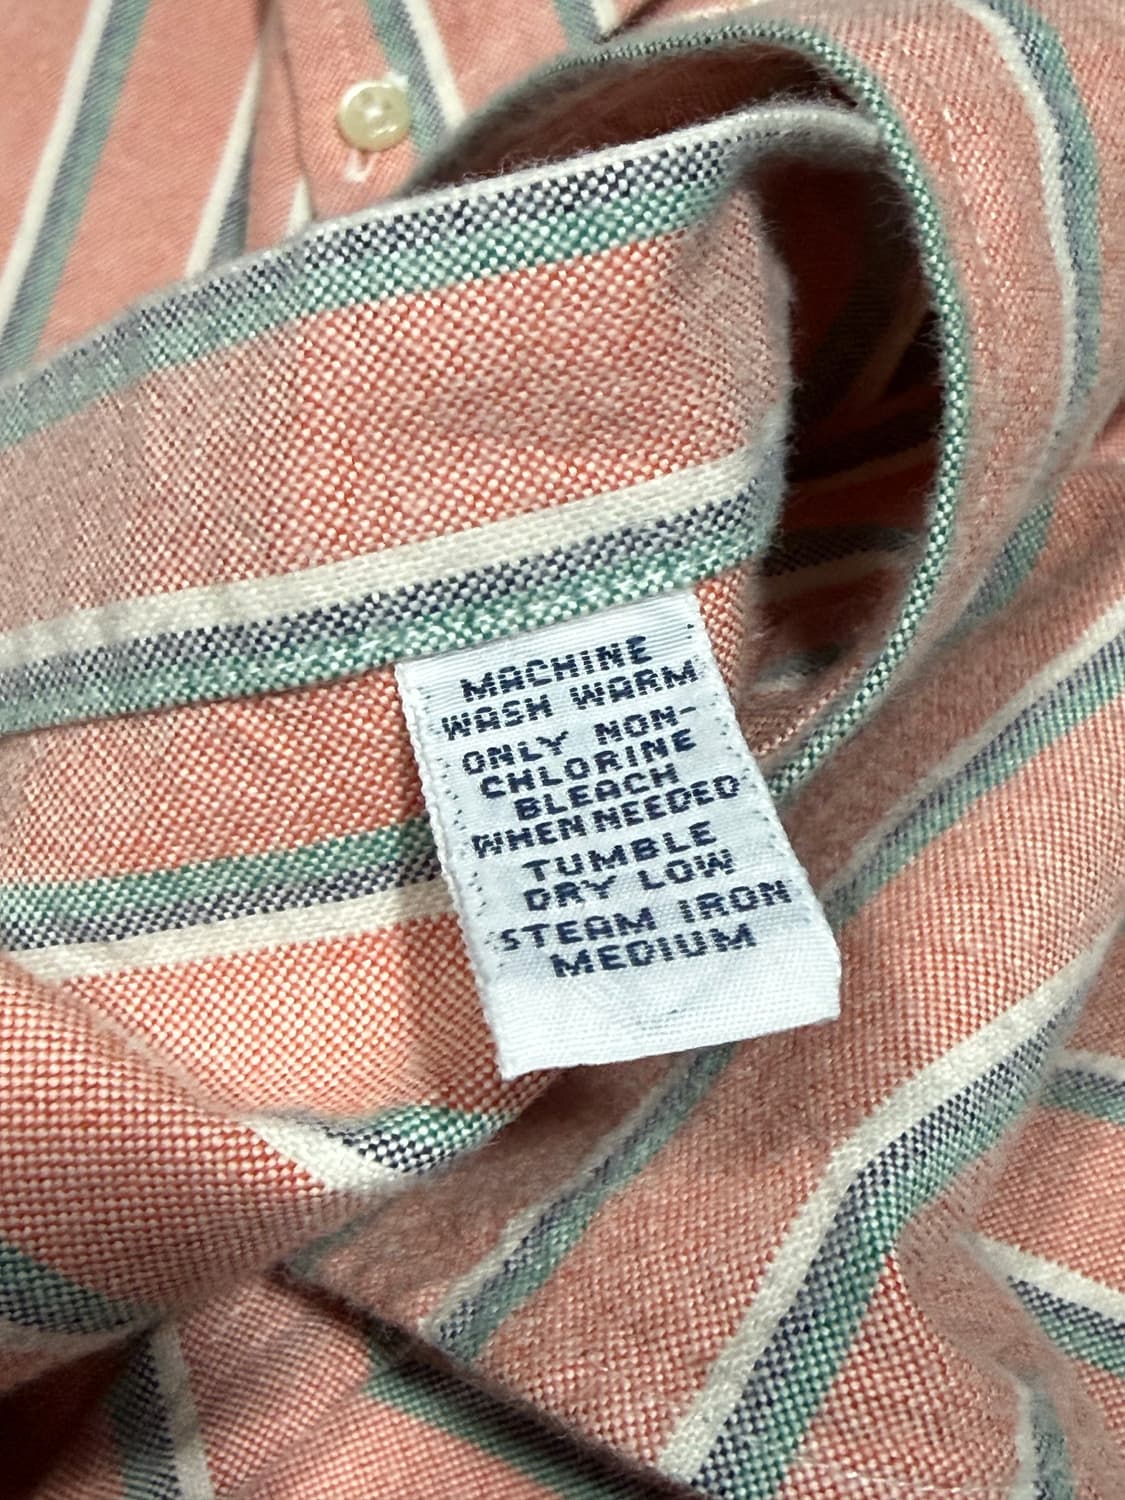 MACHINE
WASH WARM
ONLY NON-
CHLORINE
BLEACH
WHEN NEEDED
TUMBLE
DRY LOW
STEAM IRON
MEDIUM